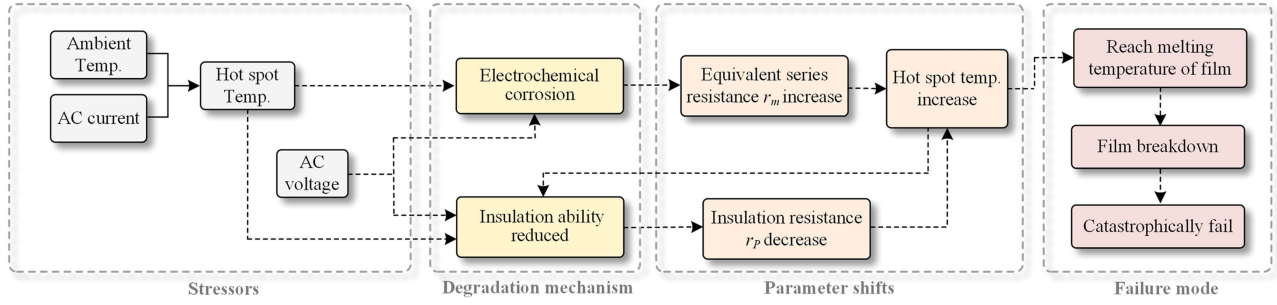 Ambient
Temp.
AC current
Hot spot
Temp.
AC
voltage
Stressors
Electrochemical
corrosion
Insulation ability
reduced
Degradation mechanism
Equivalent series
resistance rm increase
Hot spot temp.
increase
Insulation resistance
rP decrease
Parameter shifts
Reach melting
temperature of film
Film breakdown
Catastrophically fail
Failure mode